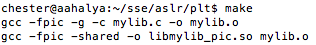 chester@aahalya:~/sse/aslr/plt$ make
gcc -fpic -g -c mylib.c -o mylib.o
gcc -fpic -shared -o libmylib_pic.so mylib.o